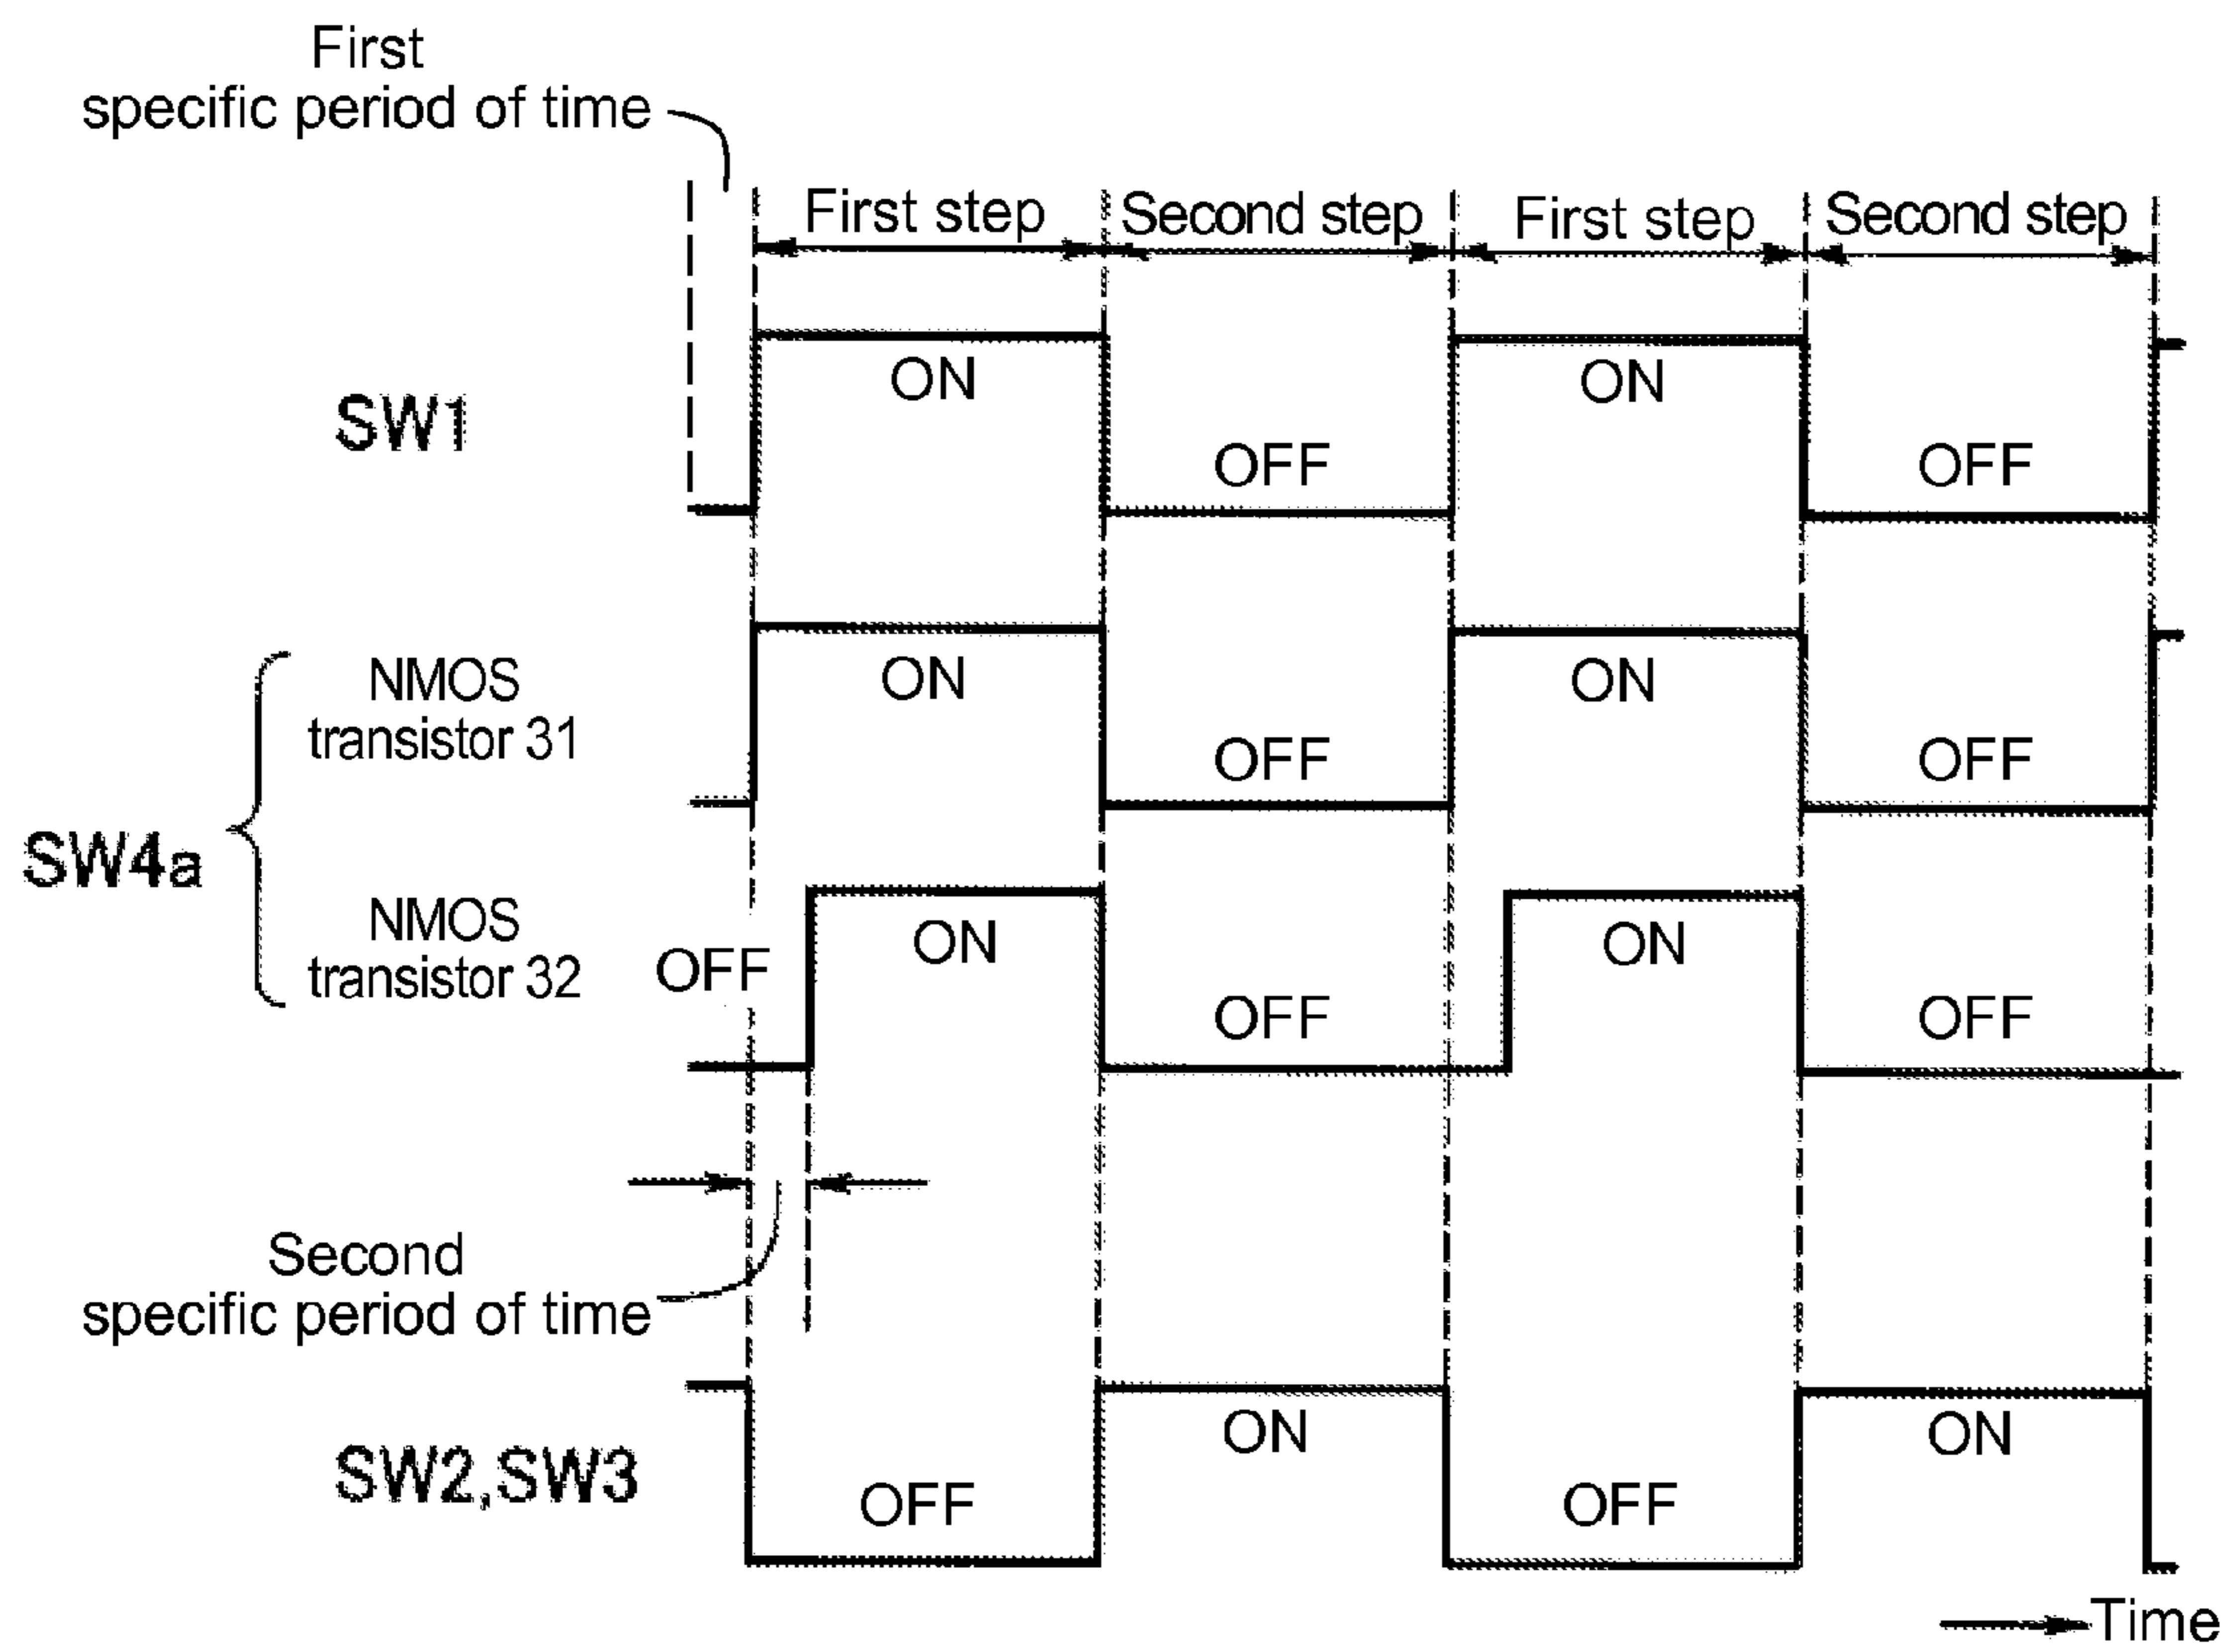 First
specific period of time
First step Second step First step Second step
ON ON
SW1
OFF OFF
ON ON
NMOS
transistor 31
OFF OFF
SW4a
NMOS
transistor 32
OFF ON ON
OFF OFF
Second
specific period of time
ON ON
SW2,SW3
OFF OFF
Time